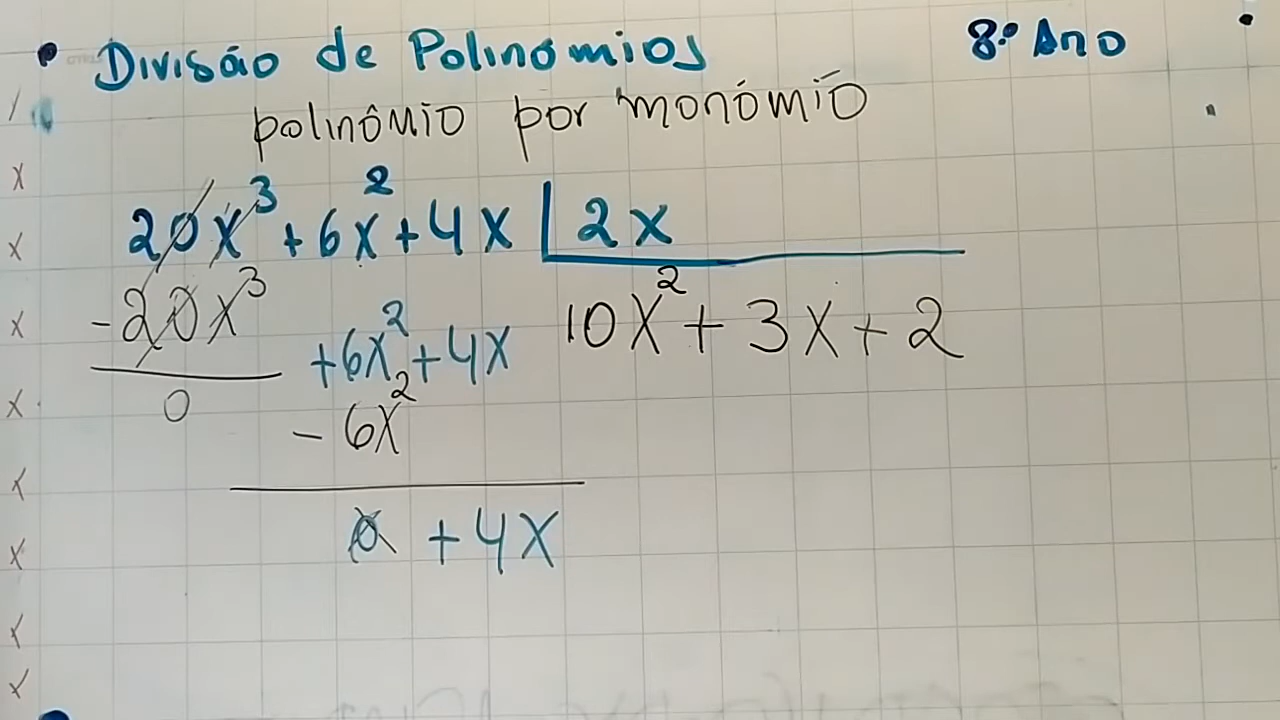 • Divisão de Polinômios 8º Ano
polinômio por monômio
20x³ + 6x² + 4x | 2x
- 20x³ 10x² + 3x + 2
+ 6x² + 4x
0
- 6x²
0 + 4x